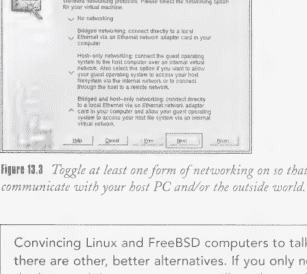 networking protocols. Please select the networking option
for your virtual machine.
No networking
Bridged networking: connect directly to a local
Ethernet via an Ethernet network adapter card in your
computer
Host-only networking: connect the guest operating
system to the host computer over an internal virtual
network. Also select this option if you want to allow
your guest operating system to access your host
filesystem via the internal network or to connect
through the host to a remote network.
Bridged and host-only networking: connect directly
to a local Ethernet via an Ethernet network adapter
card in your computer and allow your guest operating
system to access your host file system via an internal
virtual network.
Help Cancel Prev Next Finish
Figure 13.3 Toggle at least one form of networking on so that
communicate with your host PC and/or the outside world.
Convincing Linux and FreeBSD computers to talk
there are other, better alternatives. If you only